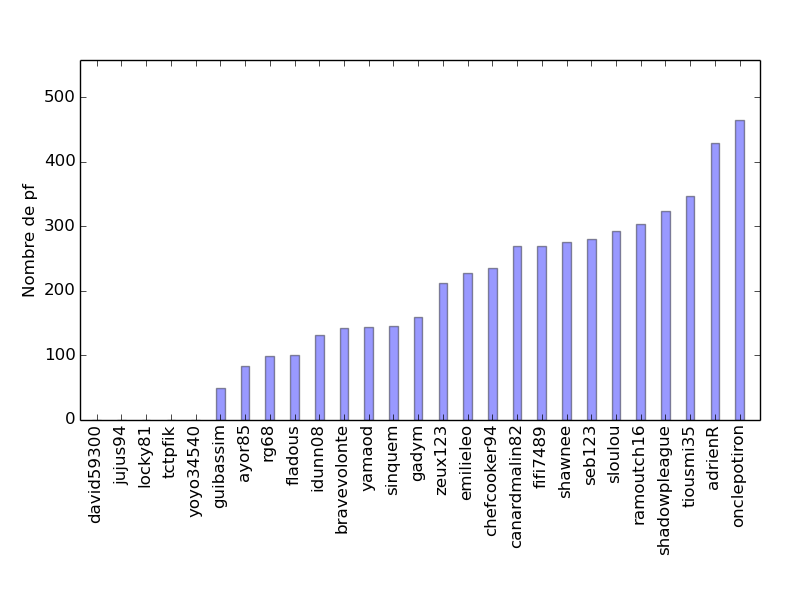 500
400
300
200
100
0
Nombre de pf
david59300
jujus94
locky81
tctpfik
yoyo34540
guibassim
ayor85
rg68
fladous
idunn08
bravevolonte
yamaod
sinquem
gadym
zeux123
emilieleo
chefcooker94
canardmalin82
fifi7489
shawnee
seb123
sloulou
ramoutch16
shadowpleague
tiousmi35
adrienR
onclepotiron